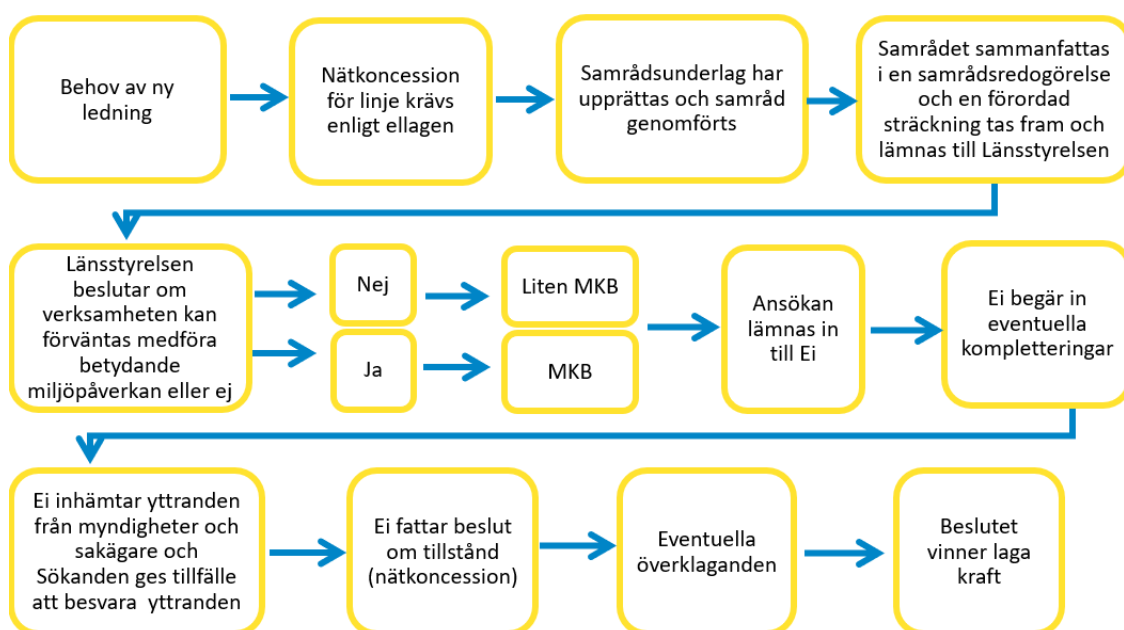 Behov av ny
ledning
Nätkoncession
för linje krävs
enligt ellagen
Samrådsunderlag har
upprättas och samråd
genomförts
Samrådet sammanfattas
i en samrådsredogörelse
och en förordad
sträckning tas fram och
lämnas till Länsstyrelsen
Länsstyrelsen
beslutar om
verksamheten kan
förväntas medföra
betydande
miljöpåverkan eller ej
Nej
Liten MKB
Ja
MKB
Ansökan
lämnas in
till Ei
Ei begär in
eventuella
kompletteringar
Ei inhämtar yttranden
från myndigheter och
sakägare och
Sökanden ges tillfälle
att besvara yttranden
Ei fattar beslut
om tillstånd
(nätkoncession)
Eventuella
överklaganden
Beslutet
vinner laga
kraft